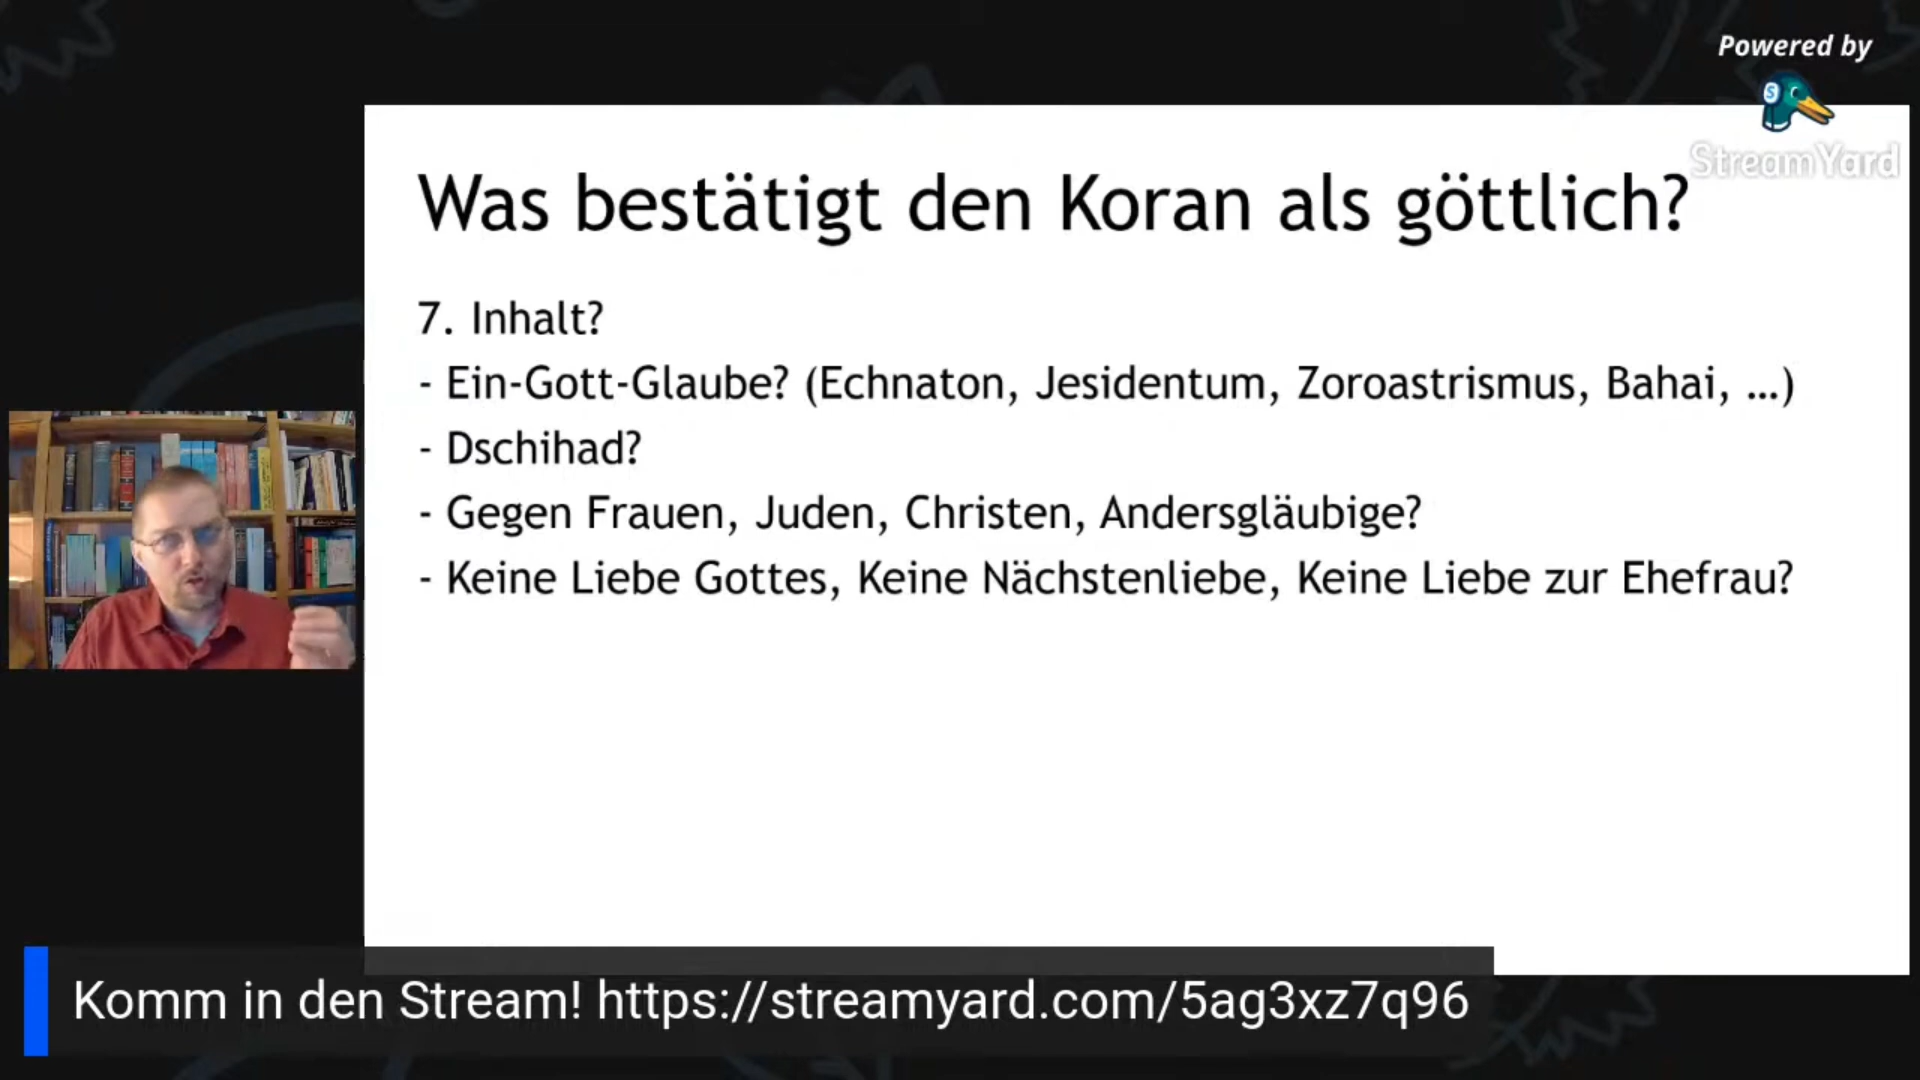 Powered by
StreamYard
Was bestätigt den Koran als göttlich?
7. Inhalt?
- Ein-Gott-Glaube? (Echnaton, Jesidentum, Zoroastrismus, Bahai, ...)
- Dschihad?
- Gegen Frauen, Juden, Christen, Andersgläubige?
- Keine Liebe Gottes, Keine Nächstenliebe, Keine Liebe zur Ehefrau?
Komm in den Stream! https://streamyard.com/5ag3xz7q96